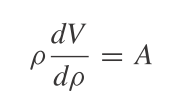 ρ dV/dρ = A